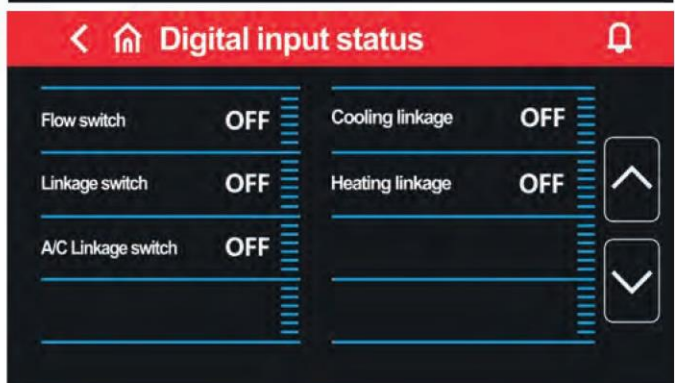 Digital input status
Flow switch OFF
Cooling linkage OFF
Linkage switch OFF
Heating linkage OFF
A/C Linkage switch OFF